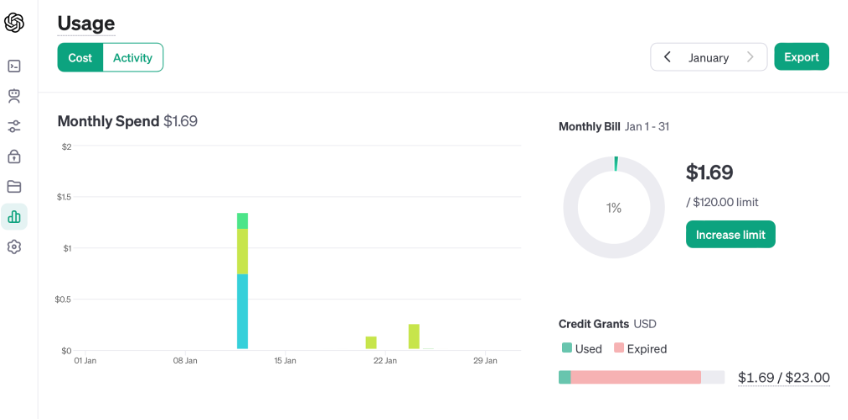 Usage
Cost Activity
January
Export
Monthly Spend $1.69
$2
$1.5
$1
$0.5
$0
01 Jan 08 Jan 15 Jan 22 Jan 29 Jan
Monthly Bill Jan 1 - 31
1%
$1.69
/ $120.00 limit
Increase limit
Credit Grants USD
Used Expired
$1.69 / $23.00